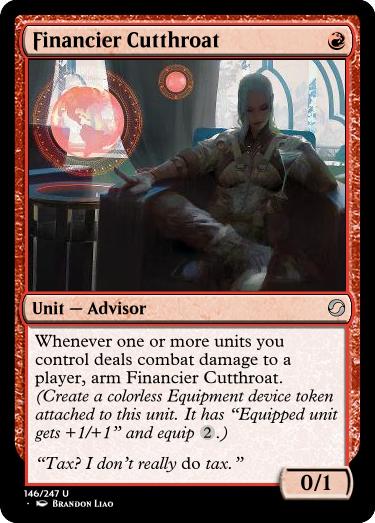 Financier Cutthroat
Unit — Advisor
Whenever one or more units you
control deals combat damage to a
player, arm Financier Cutthroat.
(Create a colorless Equipment device token
attached to this unit. It has “Equipped unit
gets +1/+1” and equip 2.)
“Tax? I don’t really do tax.”
0/1
146/247 U
· Brandon Liao